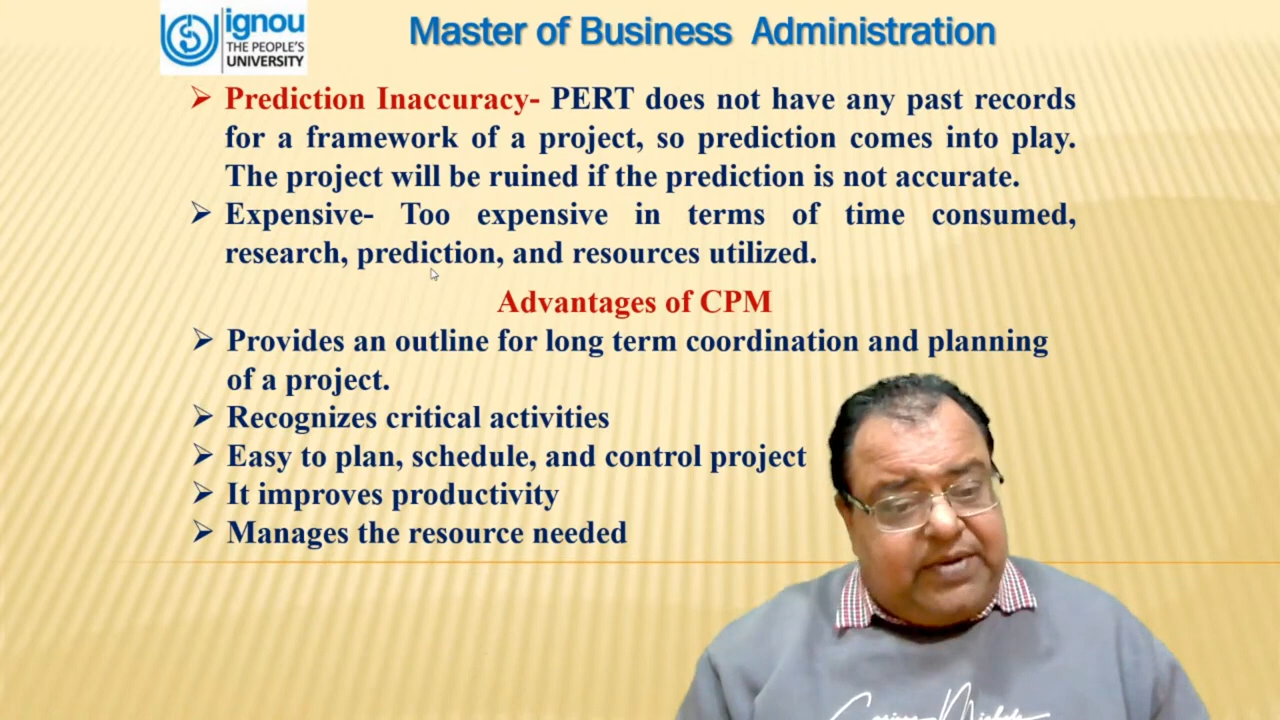 ignou
THE PEOPLE'S
UNIVERSITY
Master of Business Administration
➢ Prediction Inaccuracy- PERT does not have any past records
for a framework of a project, so prediction comes into play.
The project will be ruined if the prediction is not accurate.
➢ Expensive- Too expensive in terms of time consumed,
research, prediction, and resources utilized.
Advantages of CPM
➢ Provides an outline for long term coordination and planning
of a project.
➢ Recognizes critical activities
➢ Easy to plan, schedule, and control project
➢ It improves productivity
➢ Manages the resource needed